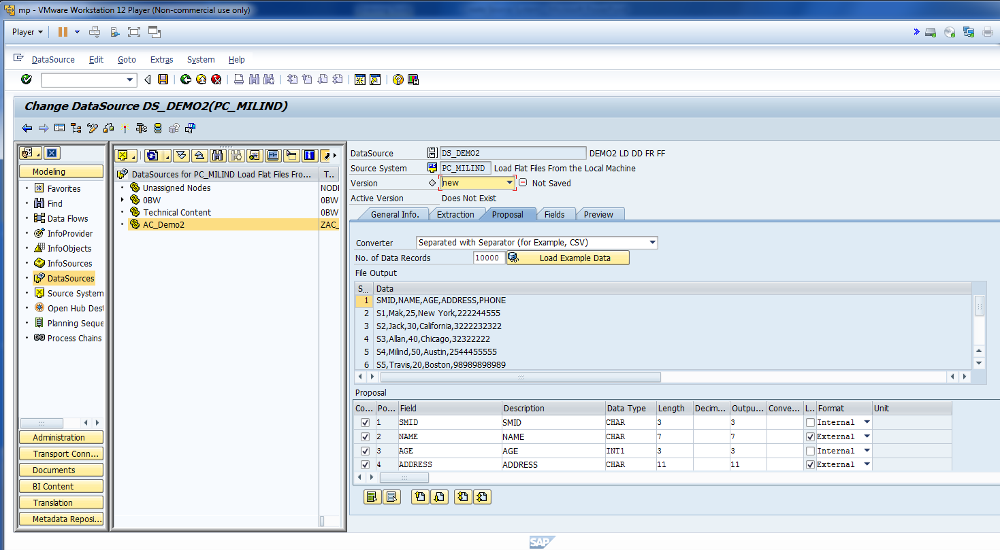 mp - VMware Workstation 12 Player (Non-commercial use only)
Player
DataSource Edit Goto Extras System Help
Change DataSource DS_DEMO2(PC_MILIND)
Modeling
Favorites
Find
Data Flows
InfoProvider
InfoObjects
InfoSources
DataSources
Source System
Open Hub Dest
Planning Seque
Process Chains
Administration
Transport Conn...
Documents
BI Content
Translation
Metadata Reposi...
DataSources for PC_MILIND Load Flat Files Fro... T..
Unassigned Nodes NODI
0BW 0BW
Technical Content 0BW
AC_Demo2 ZAC_
DataSource DS_DEMO2 DEMO2 LD DD FR FF
Source System PC_MILIND Load Flat Files From the Local Machine
Version new Not Saved
Active Version Does Not Exist
General Info. Extraction Proposal Fields Preview
Converter Separated with Separator (for Example, CSV)
No. of Data Records 10000 Load Example Data
File Output
S... Data
1 SMID,NAME,AGE,ADDRESS,PHONE
2 S1,Mak,25,New York,222244555
3 S2,Jack,30,California,3222232322
4 S3,Allan,40,Chicago,32322222
5 S4,Milind,50,Austin,2544455555
6 S5,Travis,20,Boston,98989898989
Proposal
Co... Po... Field Description Data Type Length Decim... Outpu... Conve... L.. Format Unit
1 SMID SMID CHAR 3 3 Internal
2 NAME NAME CHAR 7 7 External
3 AGE AGE INT1 3 3 Internal
4 ADDRESS ADDRESS CHAR 11 11 External
SAP